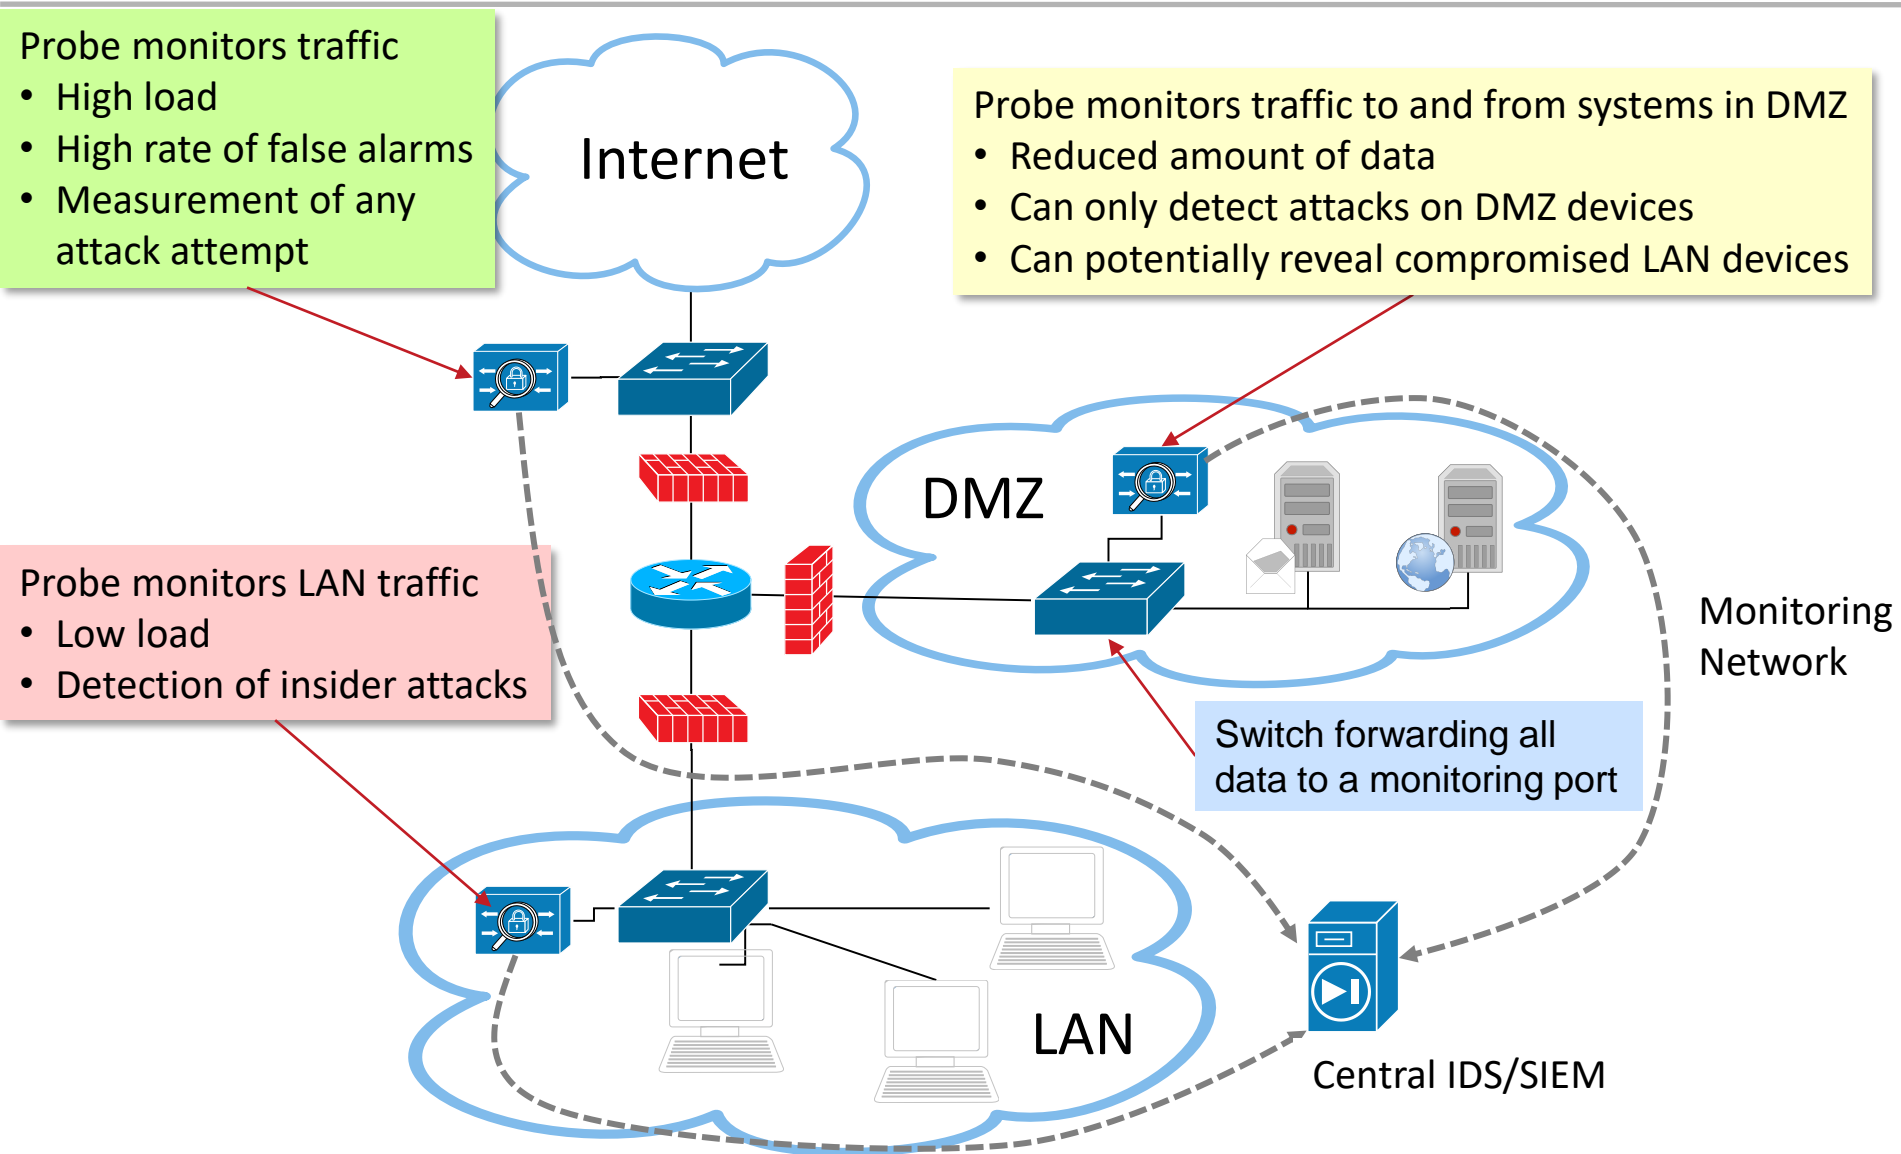 Probe monitors traffic
• High load
• High rate of false alarms
• Measurement of any
attack attempt
Internet
Probe monitors traffic to and from systems in DMZ
• Reduced amount of data
• Can only detect attacks on DMZ devices
• Can potentially reveal compromised LAN devices
DMZ
Probe monitors LAN traffic
• Low load
• Detection of insider attacks
Monitoring
Network
Switch forwarding all
data to a monitoring port
LAN
Central IDS/SIEM